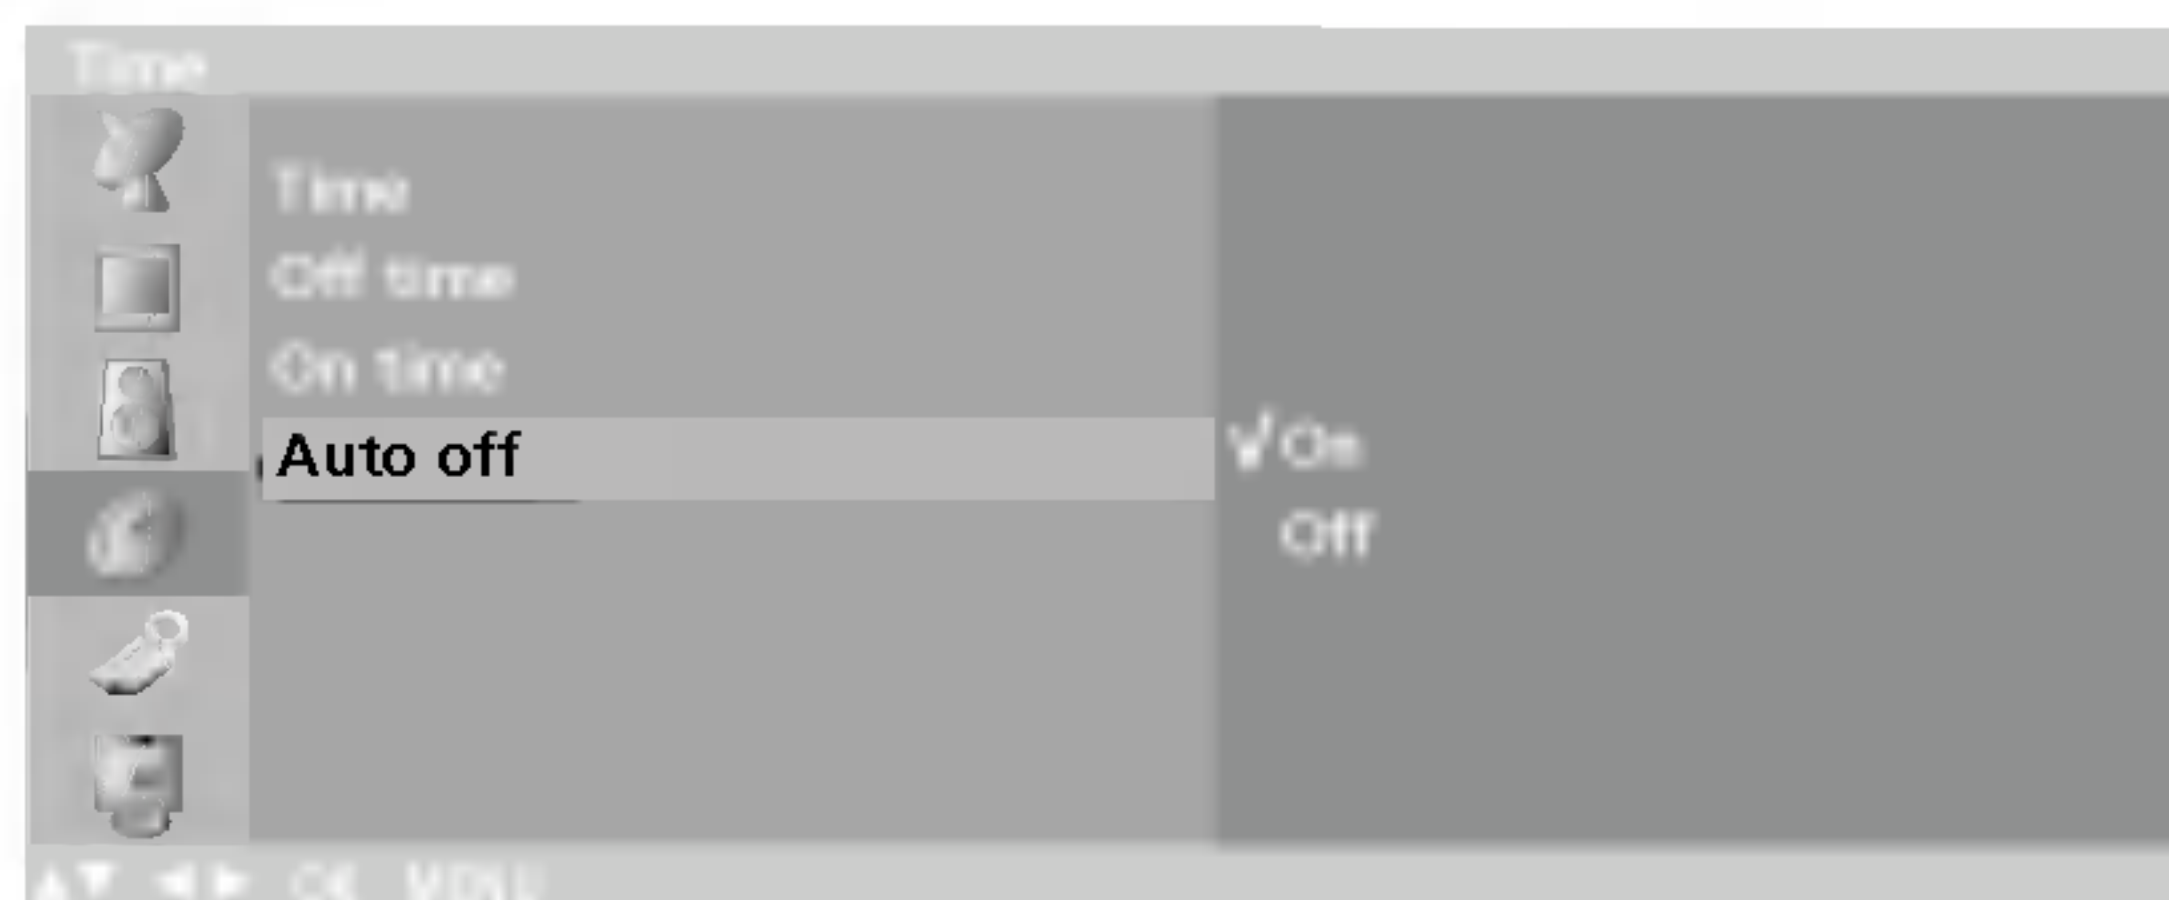 Time
Time
Off time
On time
Auto off
√ On
Off
▲▼ ◀▶ OK MENU